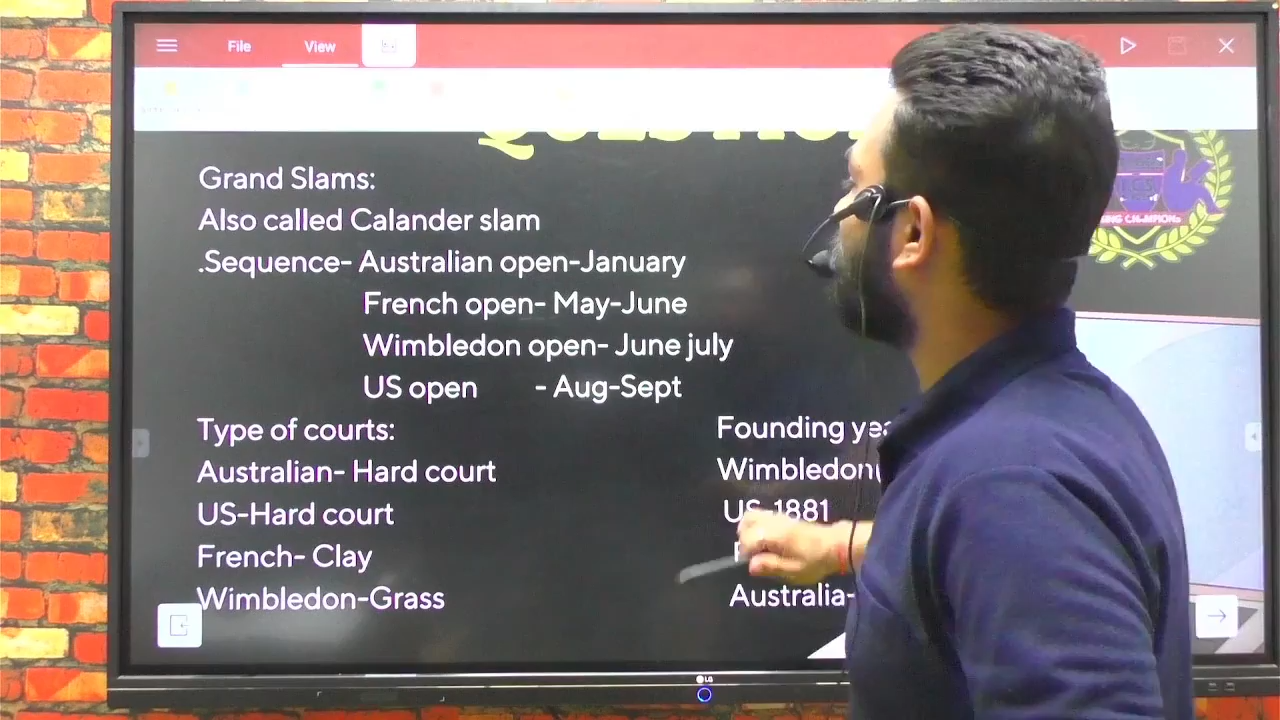 File View
QUESTION
Grand Slams:
Also called Calander slam
.Sequence- Australian open-January
French open- May-June
Wimbledon open- June july
US open - Aug-Sept
Type of courts:
Australian- Hard court
US-Hard court
French- Clay
Wimbledon-Grass
Founding yea
Wimbledon(
US-1881
Australia-
LG